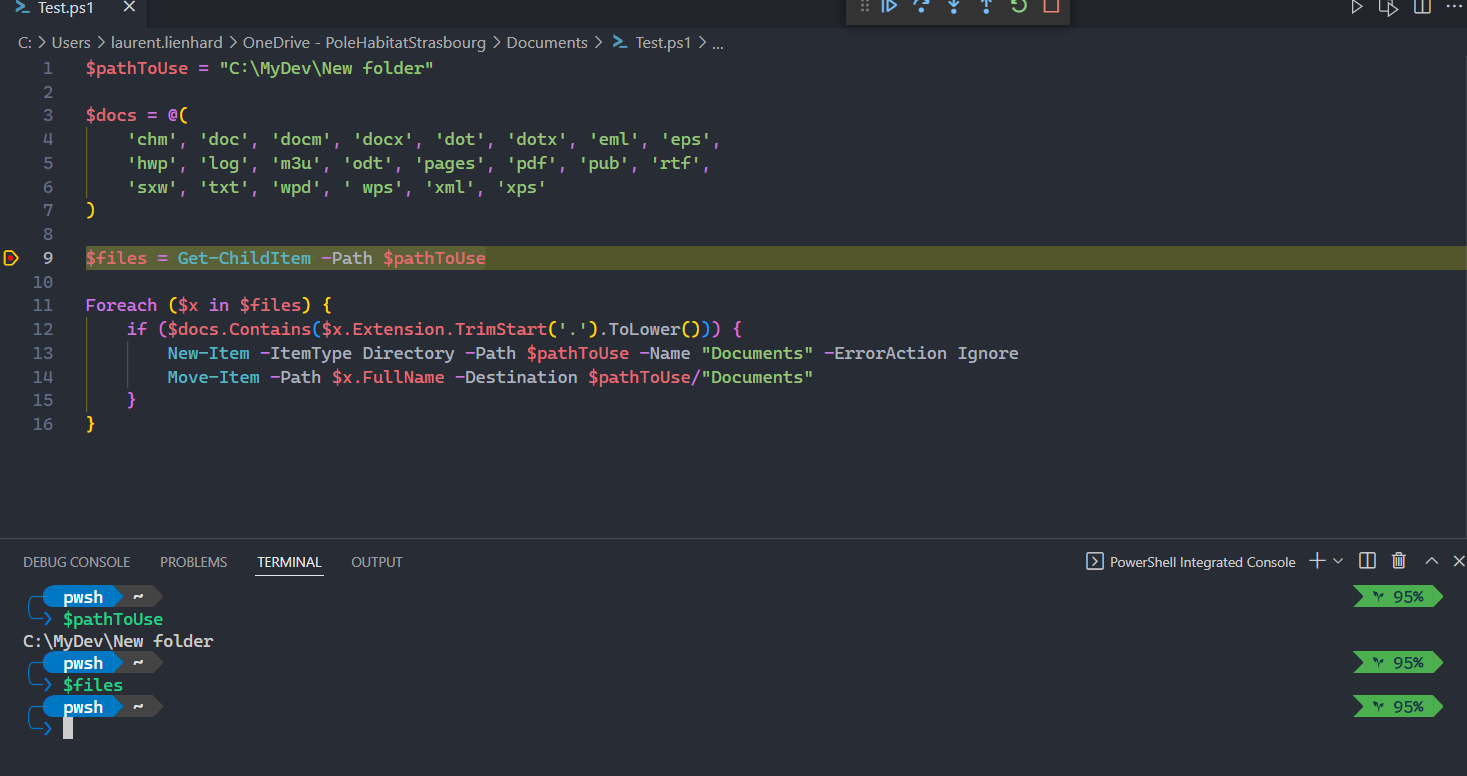 Test.ps1
C: > Users > laurent.lienhard > OneDrive - PoleHabitatStrasbourg > Documents > Test.ps1 > ...
1 $pathToUse = "C:\MyDev\New folder"
2
3 $docs = @(
4 'chm', 'doc', 'docm', 'docx', 'dot', 'dotx', 'eml', 'eps',
5 'hwp', 'log', 'm3u', 'odt', 'pages', 'pdf', 'pub', 'rtf',
6 'sxw', 'txt', 'wpd', ' wps', 'xml', 'xps'
7 )
8
9 $files = Get-ChildItem -Path $pathToUse
10
11 Foreach ($x in $files) {
12 if ($docs.Contains($x.Extension.TrimStart('.').ToLower())) {
13 New-Item -ItemType Directory -Path $pathToUse -Name "Documents" -ErrorAction Ignore
14 Move-Item -Path $x.FullName -Destination $pathToUse/"Documents"
15 }
16 }
DEBUG CONSOLE PROBLEMS TERMINAL OUTPUT PowerShell Integrated Console
pwsh ~ 95%
$pathToUse
C:\MyDev\New folder
pwsh ~ 95%
$files
pwsh ~ 95%